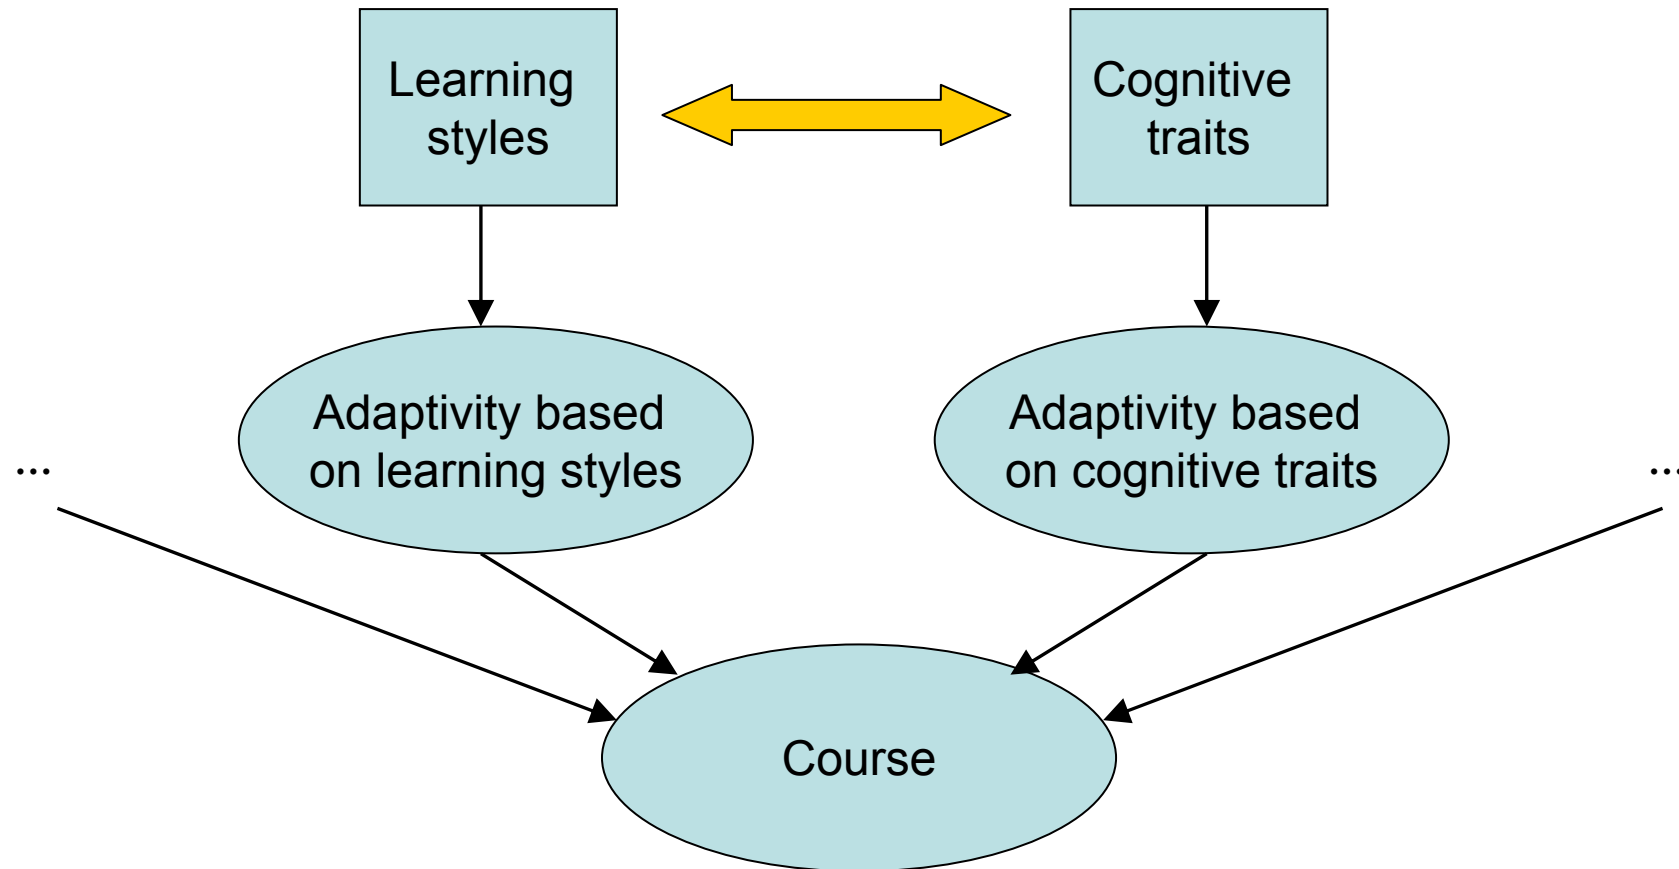 Learning
styles
Cognitive
traits
Adaptivity based
on learning styles
Adaptivity based
on cognitive traits
...
...
Course